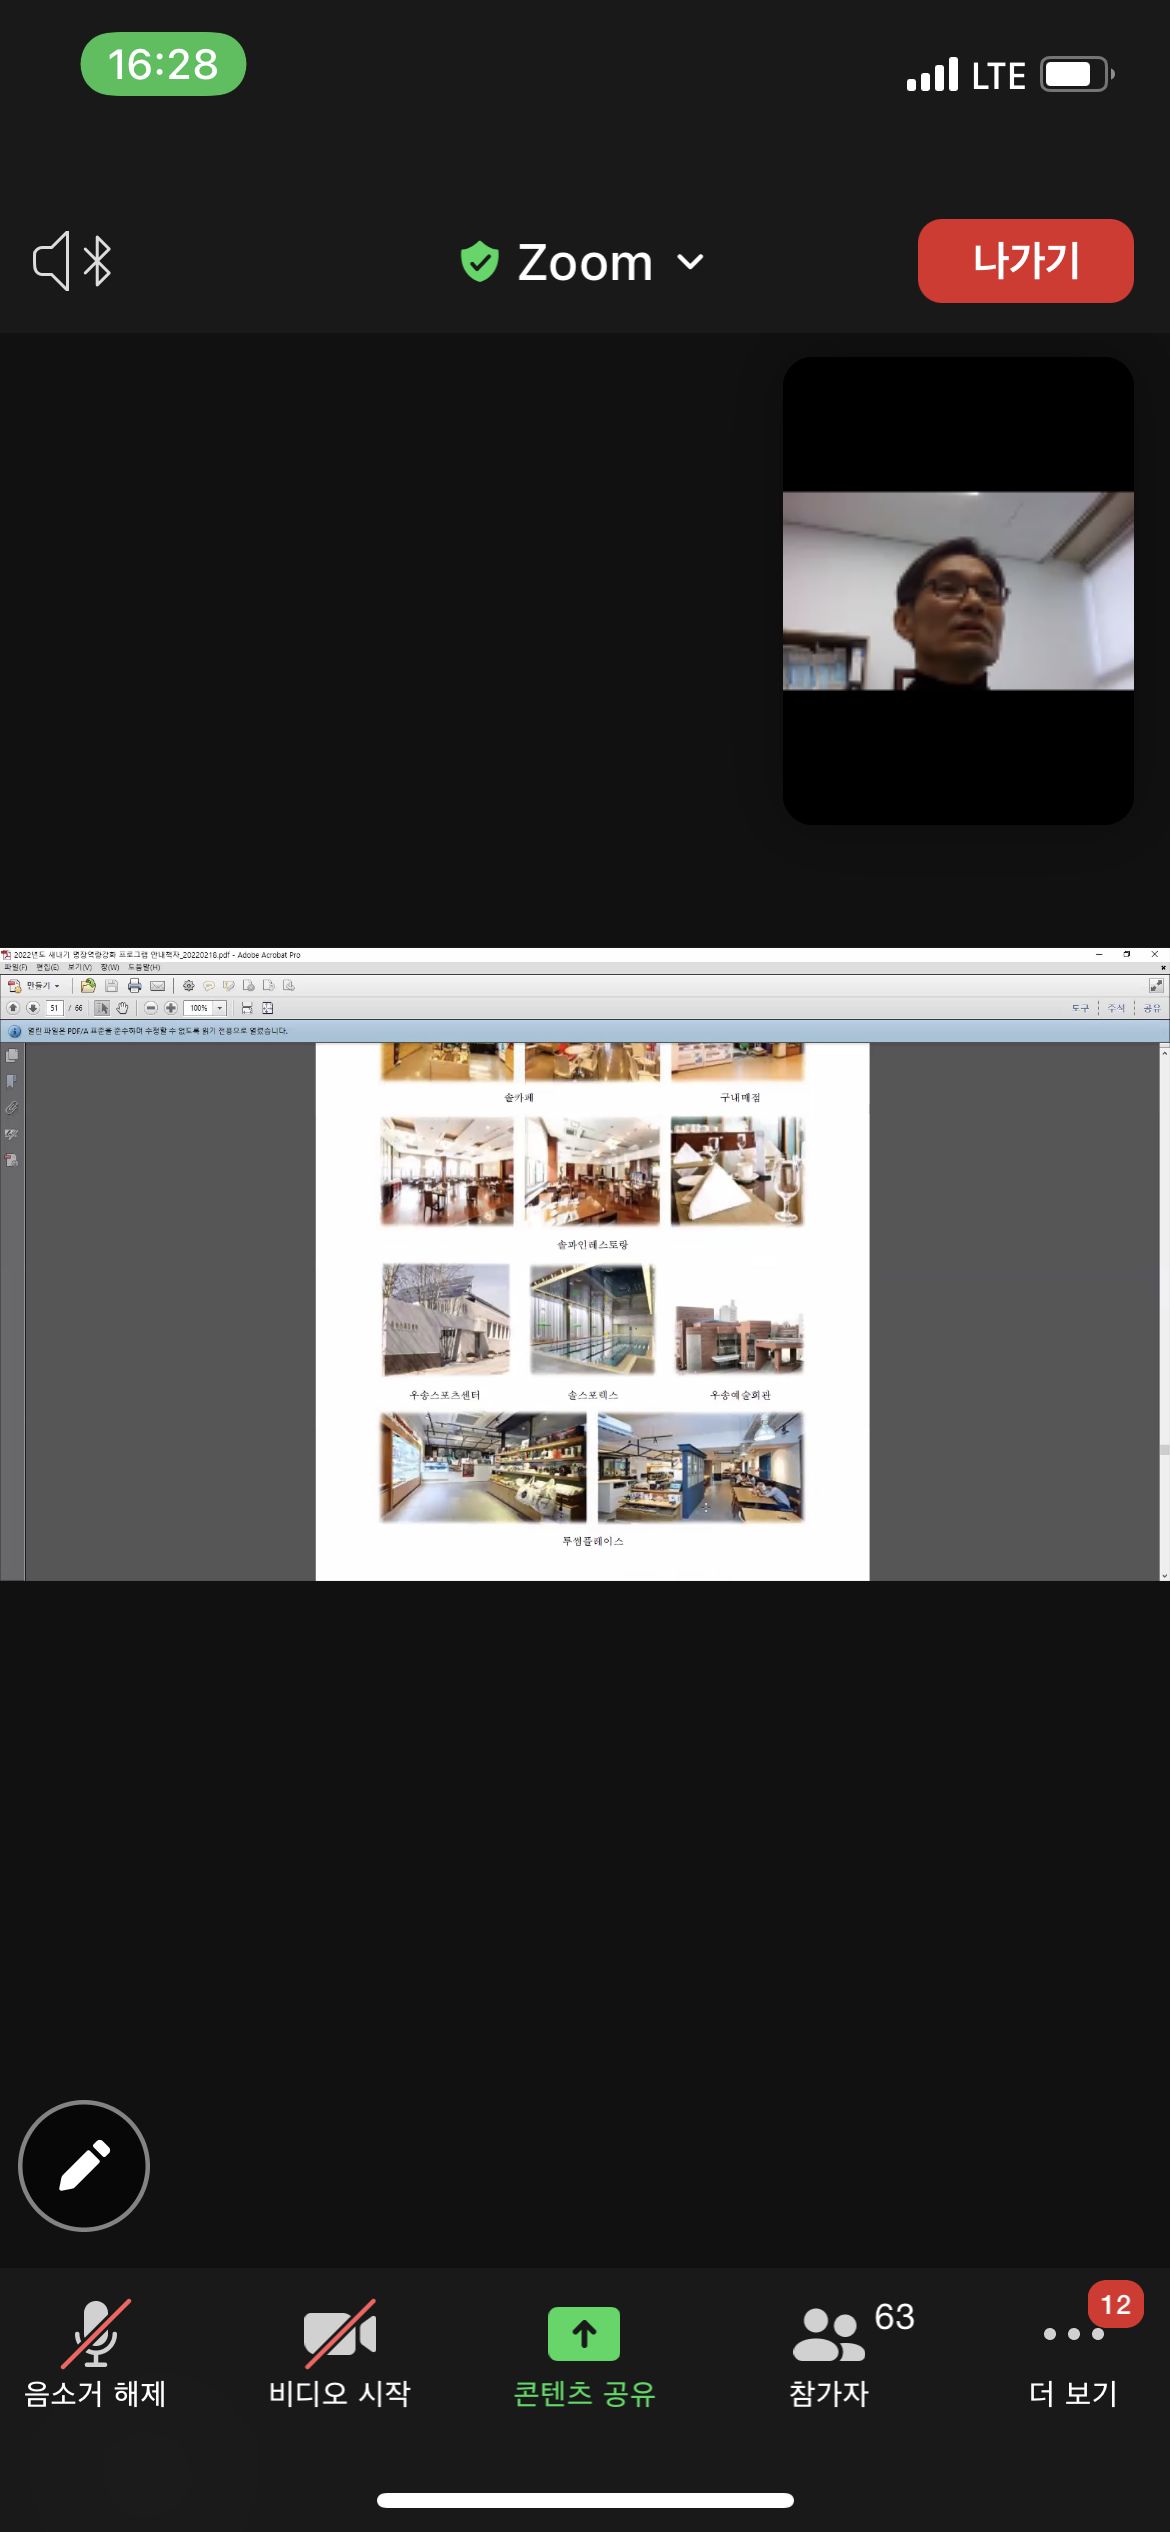 16:28
LTE
Zoom
나가기
2022년도 새내기 명장역량강화 프로그램 안내책자_20220218.pdf - Adobe Acrobat Pro
파일(F) 편집(E) 보기(V) 창(W) 도움말(H)
만들기
51 / 66 100% 도구 주석 공유
열린 파일은 PDF/A 표준을 준수하며 수정할 수 없도록 읽기 전용으로 열렸습니다.
솔카페 구내매점
솔파인레스토랑
우송스포츠센터 솔스포렉스 우송예술회관
투썸플레이스
63
12
음소거 해제 비디오 시작 콘텐츠 공유 참가자 더 보기